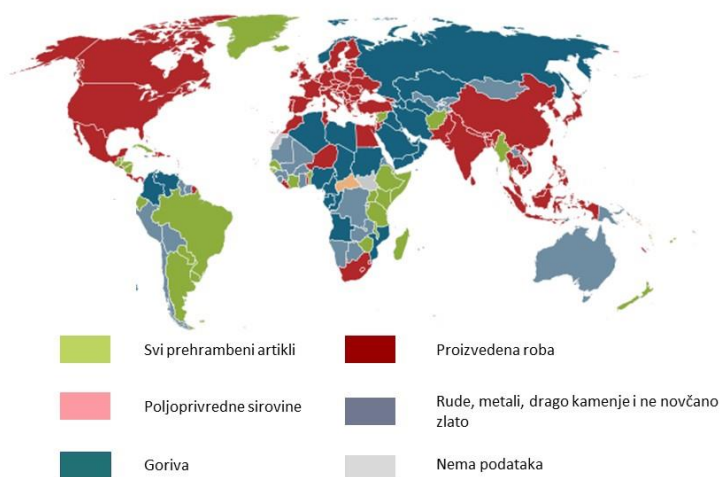 Svi prehrambeni artikli
Proizvedena roba
Poljoprivredne sirovine
Rude, metali, drago kamenje i ne novčano
zlato
Goriva
Nema podataka